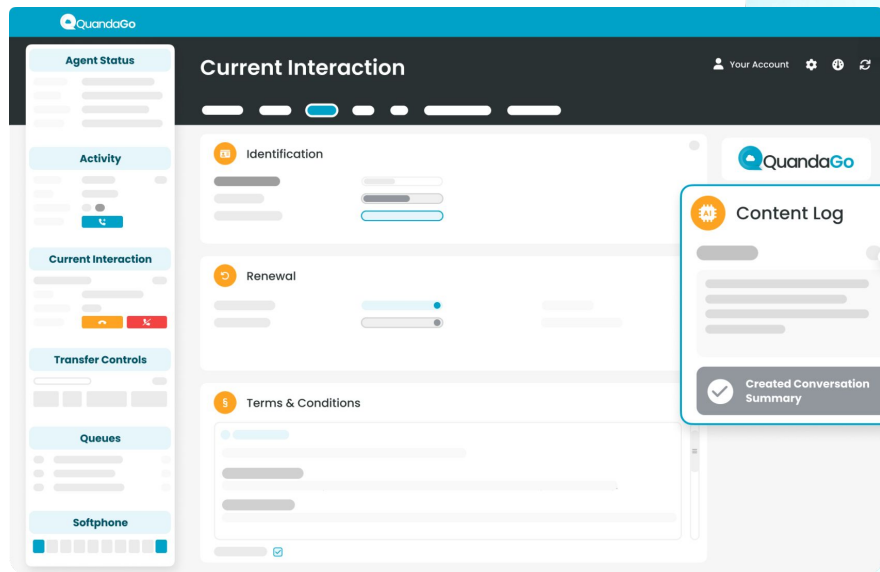 QuandaGo
Agent Status
Activity
Current Interaction
Transfer Controls
Queues
Softphone
Current Interaction
Your Account
Identification
Renewal
§
Terms & Conditions
QuandaGo
AI
Content Log
Created Conversation
Summary